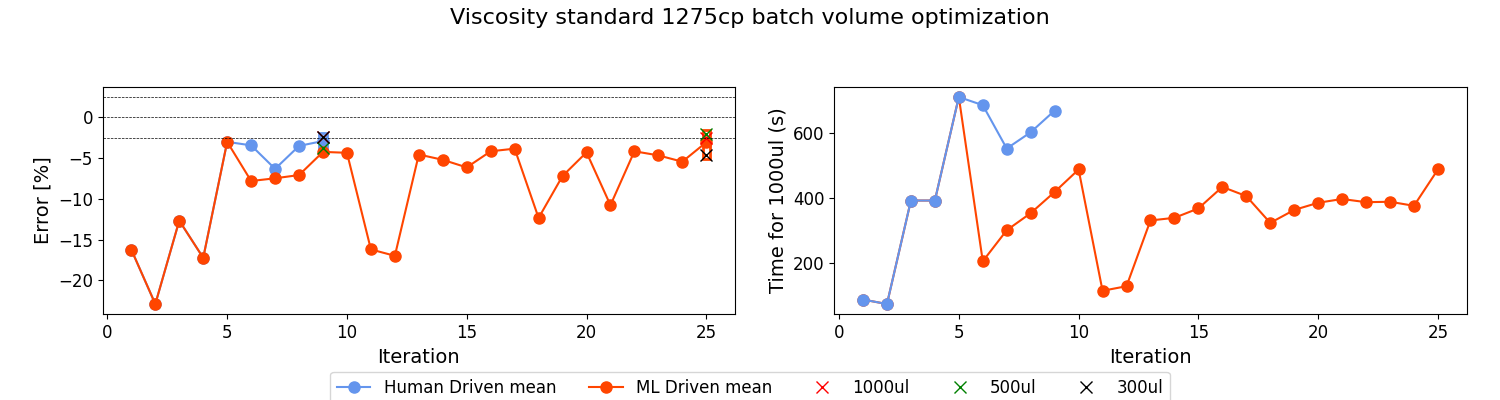 Viscosity standard 1275cp batch volume optimization
Error [%]
0
−5
−10
−15
−20
0 5 10 15 20 25
Iteration
Time for 1000ul (s)
600
400
200
0 5 10 15 20 25
Iteration
Human Driven mean ML Driven mean 1000ul 500ul 300ul